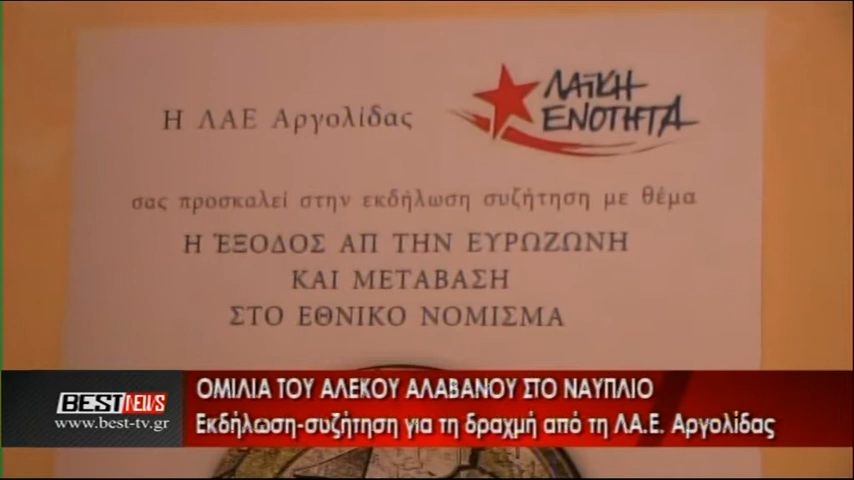 ΛΑΪΚΗ
ΕΝΟΤΗΤΑ
Η ΛΑΕ Αργολίδας
σας προσκαλεί στην εκδήλωση συζήτηση με θέμα
Η ΈΞΟΔΟΣ ΑΠ ΤΗΝ ΕΥΡΩΖΩΝΗ
ΚΑΙ ΜΕΤΑΒΑΣΗ
ΣΤΟ ΕΘΝΙΚΟ ΝΟΜΙΣΜΑ
BEST NEWS
www.best-tv.gr
ΟΜΙΛΙΑ ΤΟΥ ΑΛΕΚΟΥ ΑΛΑΒΑΝΟΥ ΣΤΟ ΝΑΥΠΛΙΟ
Εκδήλωση-συζήτηση για τη δραχμή από τη ΛΑ.Ε. Αργολίδας